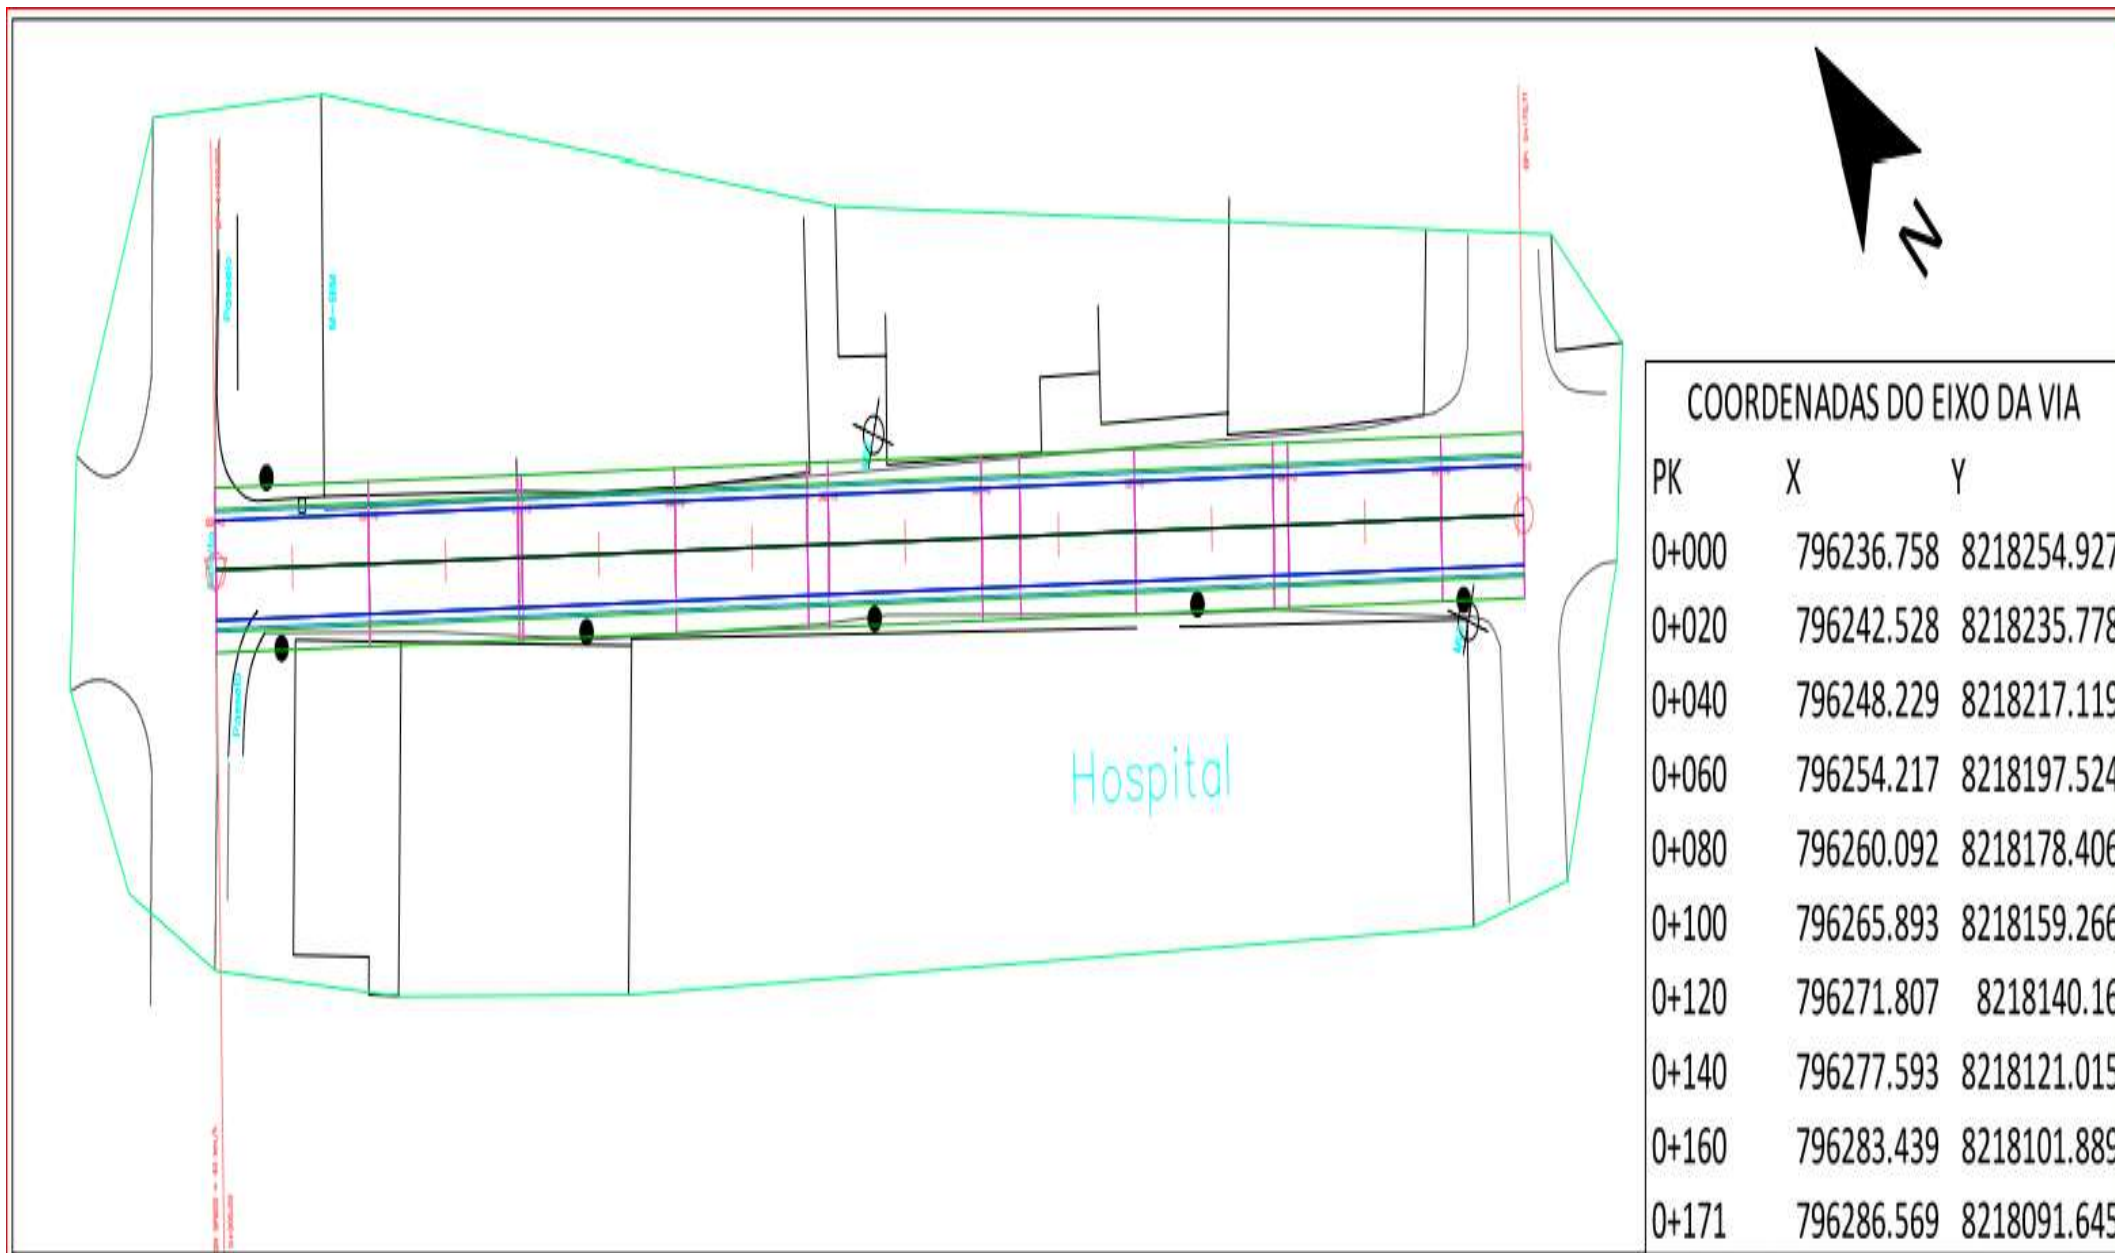 N
Passeio
Passeio
Hospital
COORDENADAS DO EIXO DA VIA
PK X Y
0+000 796236.758 8218254.927
0+020 796242.528 8218235.778
0+040 796248.229 8218217.119
0+060 796254.217 8218197.524
0+080 796260.092 8218178.406
0+100 796265.893 8218159.266
0+120 796271.807 8218140.16
0+140 796277.593 8218121.015
0+160 796283.439 8218101.889
0+171 796286.569 8218091.645